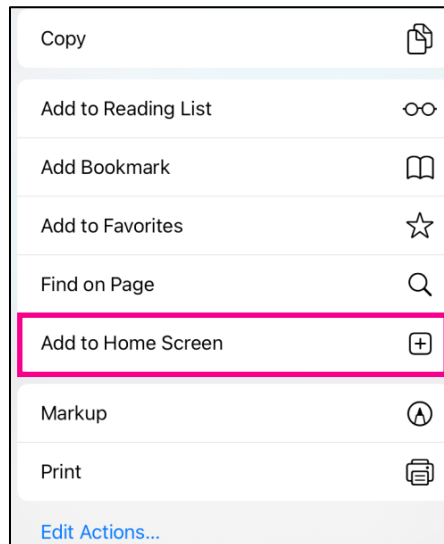 Copy
Add to Reading List
Add Bookmark
Add to Favorites
Find on Page
Add to Home Screen
Markup
Print
Edit Actions...